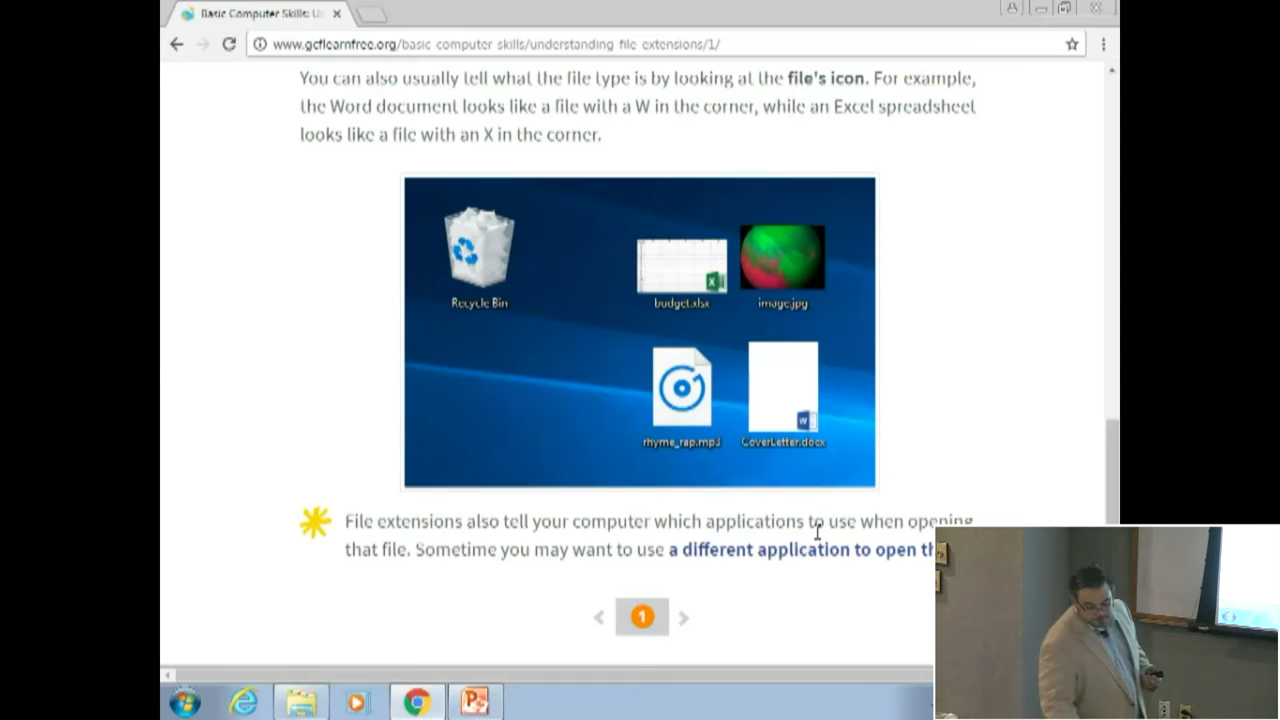 Basic Computer Skills: U
www.gcflearnfree.org/basic computer skills/understanding file extensions/1/
You can also usually tell what the file type is by looking at the file's icon. For example,
the Word document looks like a file with a W in the corner, while an Excel spreadsheet
looks like a file with an X in the corner.
Recycle Bin
budget.xlsx
image.jpg
rhyme_rap.mp3
CoverLetter.docx
File extensions also tell your computer which applications to use when opening
that file. Sometime you may want to use a different application to open th
1